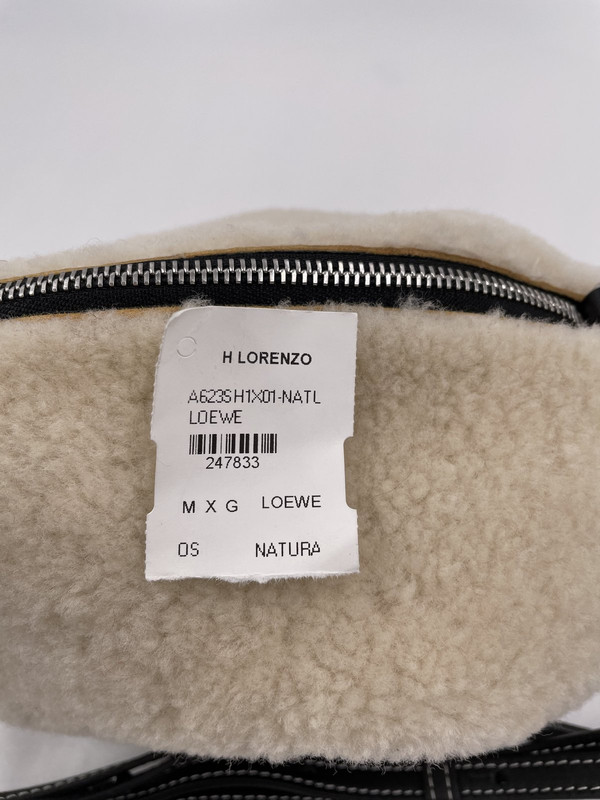 H LORENZO
A623SH1X01-NATL
LOEWE
247833
M X G LOEWE
OS NATURA